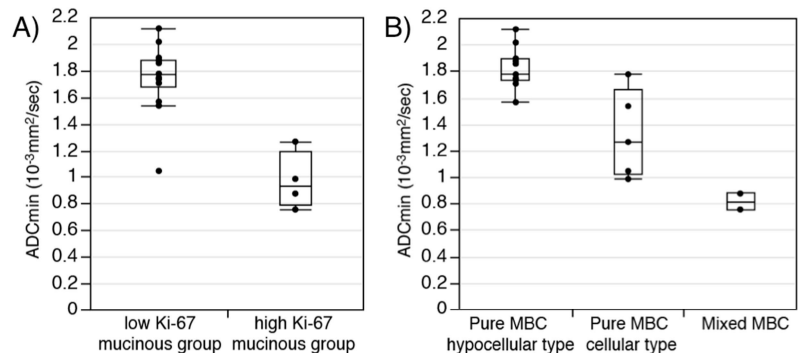 A)
ADCmin (10-3mm2/sec)
2.2
2
1.8
1.6
1.4
1.2
1
0.8
0.6
0.4
0.2
0
low Ki-67
mucinous group
high Ki-67
mucinous group
B)
ADCmin (10-3mm2/sec)
2.2
2
1.8
1.6
1.4
1.2
1
0.8
0.6
0.4
0.2
0
Pure MBC
hypocellular type
Pure MBC
cellular type
Mixed MBC